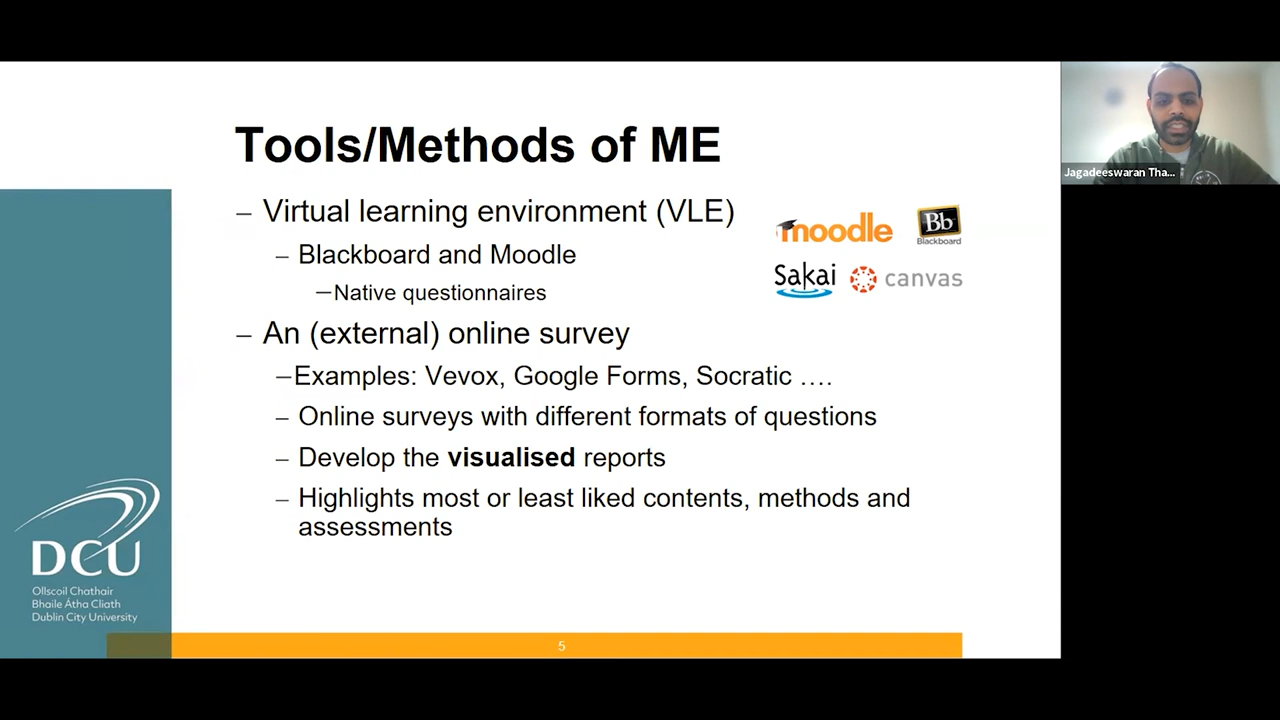 Tools/Methods of ME
– Virtual learning environment (VLE)
– Blackboard and Moodle
– Native questionnaires
moodle
Bb
Blackboard
Sakai
canvas
– An (external) online survey
– Examples: Vevox, Google Forms, Socratic ….
– Online surveys with different formats of questions
– Develop the visualised reports
– Highlights most or least liked contents, methods and
assessments
DCU
Ollscoil Chathair
Bhaile Átha Cliath
Dublin City University
5
Jagadeeswaran Tha...